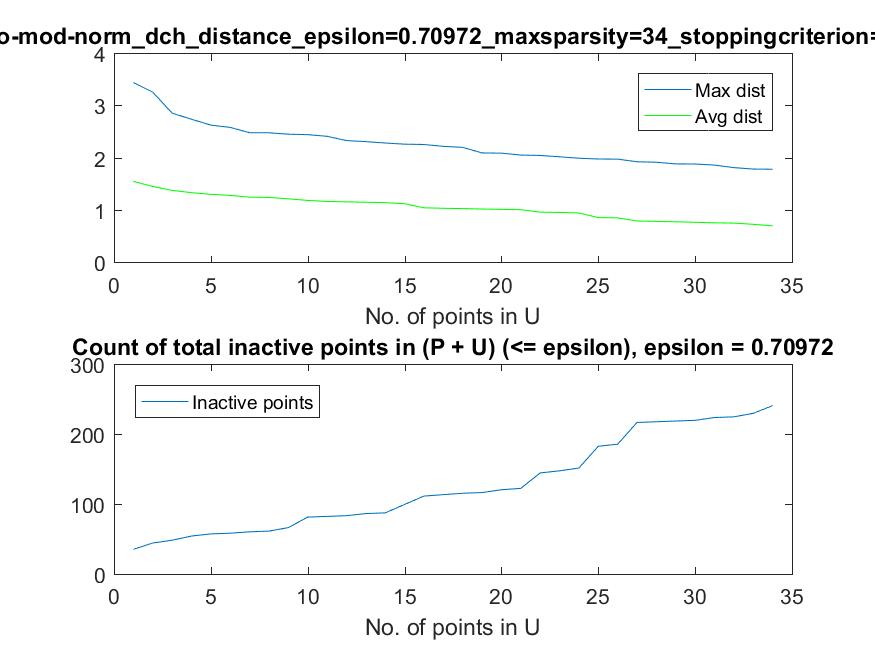 o-mod-norm_dch_distance_epsilon=0.70972_maxsparsity=34_stoppingcriterion=
4
3
2
1
0
Max dist
Avg dist
0 5 10 15 20 25 30 35
No. of points in U
Count of total inactive points in (P + U) (<= epsilon), epsilon = 0.70972
300
200
100
0
Inactive points
0 5 10 15 20 25 30 35
No. of points in U